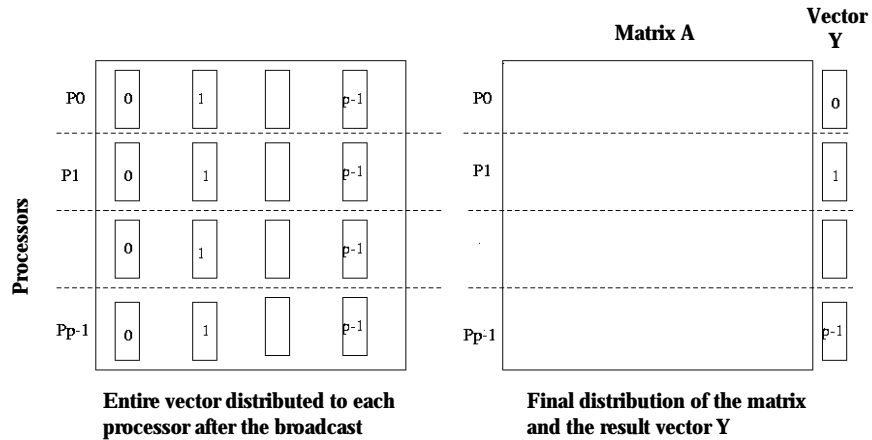 Matrix A
Vector
Y
Processors
P0
0
1
p-1
P1
0
1
p-1
0
1
p-1
Pp-1
0
1
p-1
P0
0
P1
1
Pp-1
p-1
Entire vector distributed to each
processor after the broadcast
Final distribution of the matrix
and the result vector Y